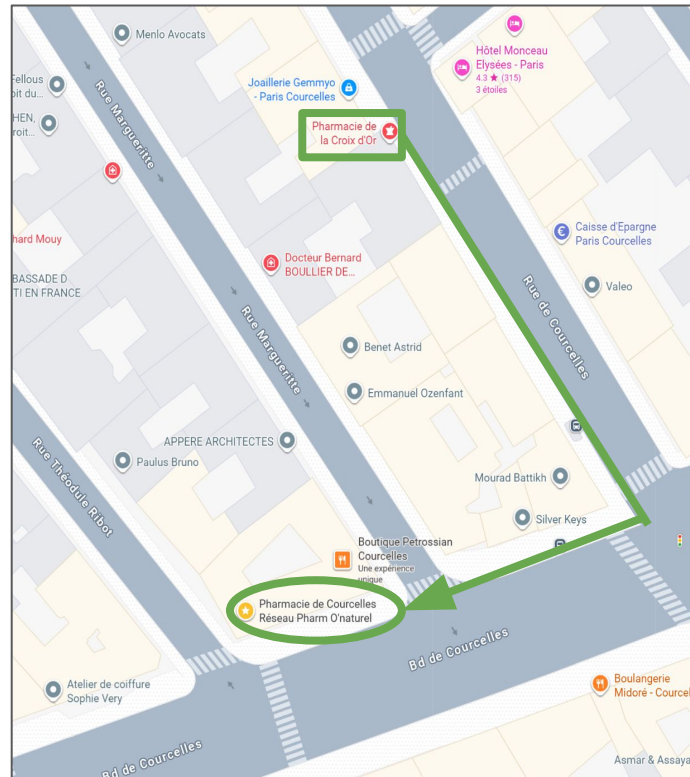 Menlo Avocats
Fellous
oit du...
HEN,
roit...
Rue Margueritte
Joaillerie Gemmyo
- Paris Courcelles
Hôtel Monceau
Elysées - Paris
4.3 ★ (315)
3 étoiles
Pharmacie de
la Croix d'Or
hard Mouy
BASSADE D
TI EN FRANCE
Docteur Bernard
BOULLIER DE...
Caisse d'Epargne
Paris Courcelles
Valeo
Rue de Courcelles
Rue Margueritte
Benet Astrid
Emmanuel Ozenfant
APPERE ARCHITECTES
Paulus Bruno
Rue Théodule Ribot
Mourad Battikh
Silver Keys
Boutique Petrossian
Courcelles
Une expérience
unique
Pharmacie de Courcelles
Réseau Pharm O'naturel
Bd de Courcelles
Atelier de coiffure
Sophie Very
Boulangerie
Midoré - Courcel
Bd de Courcelles
Asmar & Assaya